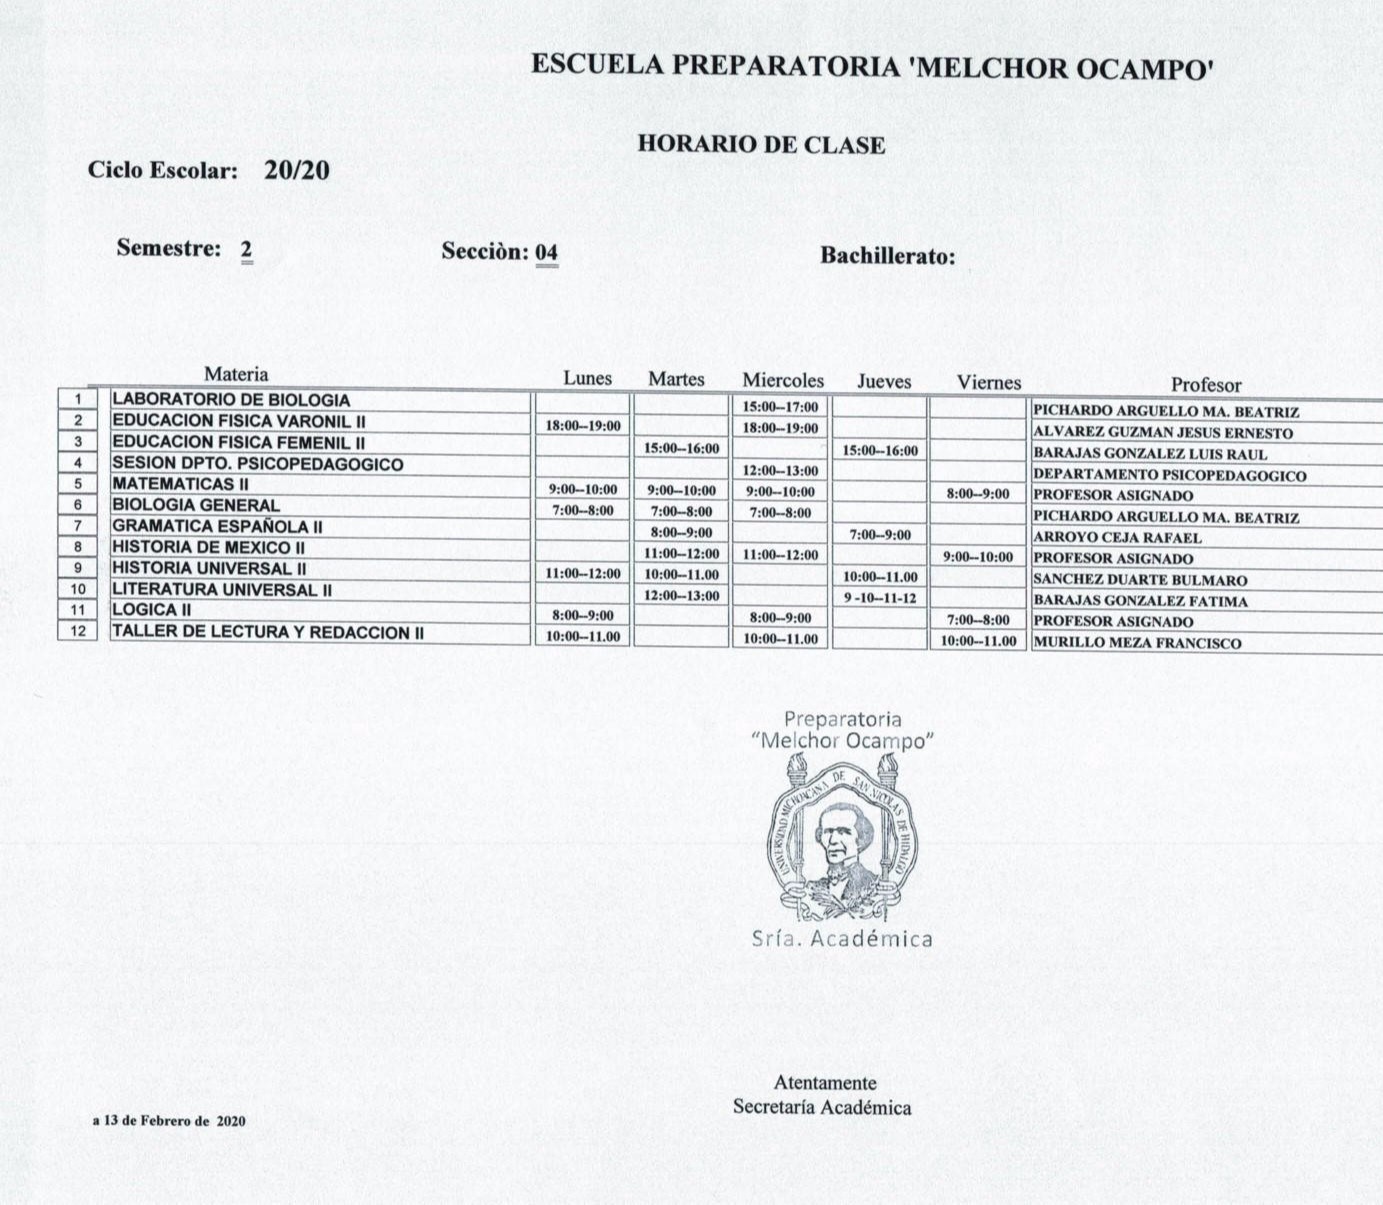 ESCUELA PREPARATORIA 'MELCHOR OCAMPO'
HORARIO DE CLASE
Ciclo Escolar: 20/20
Semestre: 2 Secciòn: 04 Bachillerato:
Materia Lunes Martes Miercoles Jueves Viernes Profesor
1 LABORATORIO DE BIOLOGIA 15:00--17:00 PICHARDO ARGUELLO MA. BEATRIZ
2 EDUCACION FISICA VARONIL II 18:00--19:00 18:00--19:00 ALVAREZ GUZMAN JESUS ERNESTO
3 EDUCACION FISICA FEMENIL II 15:00--16:00 15:00--16:00 BARAJAS GONZALEZ LUIS RAUL
4 SESION DPTO. PSICOPEDAGOGICO 12:00--13:00 DEPARTAMENTO PSICOPEDAGOGICO
5 MATEMATICAS II 9:00--10:00 9:00--10:00 9:00--10:00 8:00--9:00 PROFESOR ASIGNADO
6 BIOLOGIA GENERAL 7:00--8:00 7:00--8:00 7:00--8:00 PICHARDO ARGUELLO MA. BEATRIZ
7 GRAMATICA ESPAÑOLA II 8:00--9:00 7:00--9:00 ARROYO CEJA RAFAEL
8 HISTORIA DE MEXICO II 11:00--12:00 11:00--12:00 9:00--10:00 PROFESOR ASIGNADO
9 HISTORIA UNIVERSAL II 11:00--12:00 10:00--11.00 10:00--11.00 SANCHEZ DUARTE BULMARO
10 LITERATURA UNIVERSAL II 12:00--13:00 9 -10--11-12 BARAJAS GONZALEZ FATIMA
11 LOGICA II 8:00--9:00 8:00--9:00 7:00--8:00 PROFESOR ASIGNADO
12 TALLER DE LECTURA Y REDACCION II 10:00--11.00 10:00--11.00 10:00--11.00 MURILLO MEZA FRANCISCO
Preparatoria
“Melchor Ocampo”
UNIVERSIDAD MICHOACANA DE SAN NICOLAS DE HIDALGO
Sría. Académica
Atentamente
Secretaría Académica
a 13 de Febrero de 2020